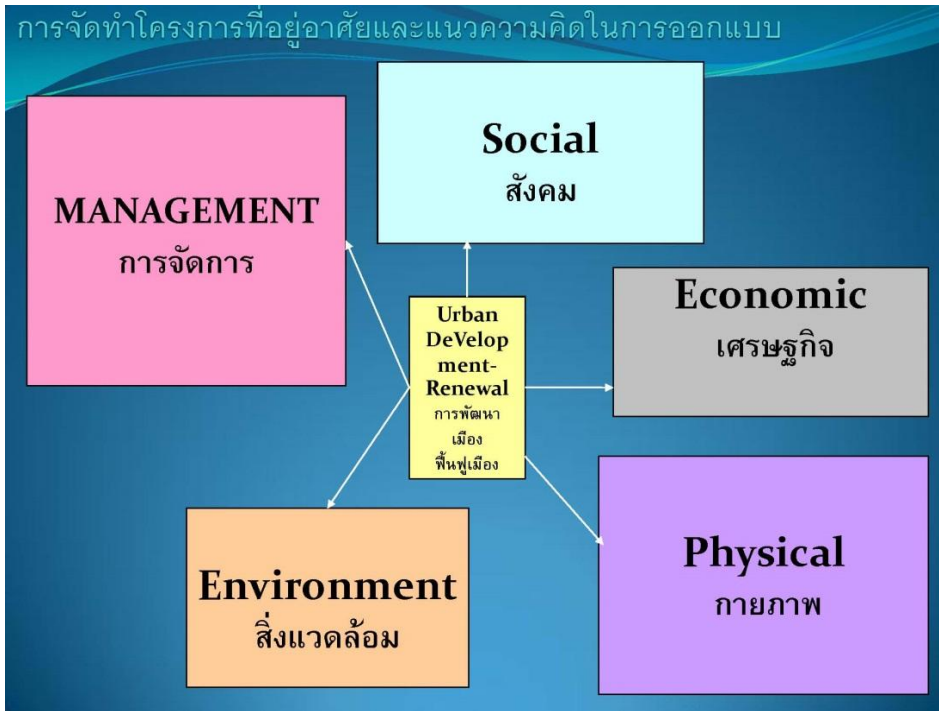 การจัดทำโครงการที่อยู่อาศัยและแนวความคิดในการออกแบบ
MANAGEMENT
การจัดการ
Social
สังคม
Economic
เศรษฐกิจ
Urban
DeVelop
ment-
Renewal
การพัฒนา
เมือง
ฟื้นฟูเมือง
Environment
สิ่งแวดล้อม
Physical
กายภาพ